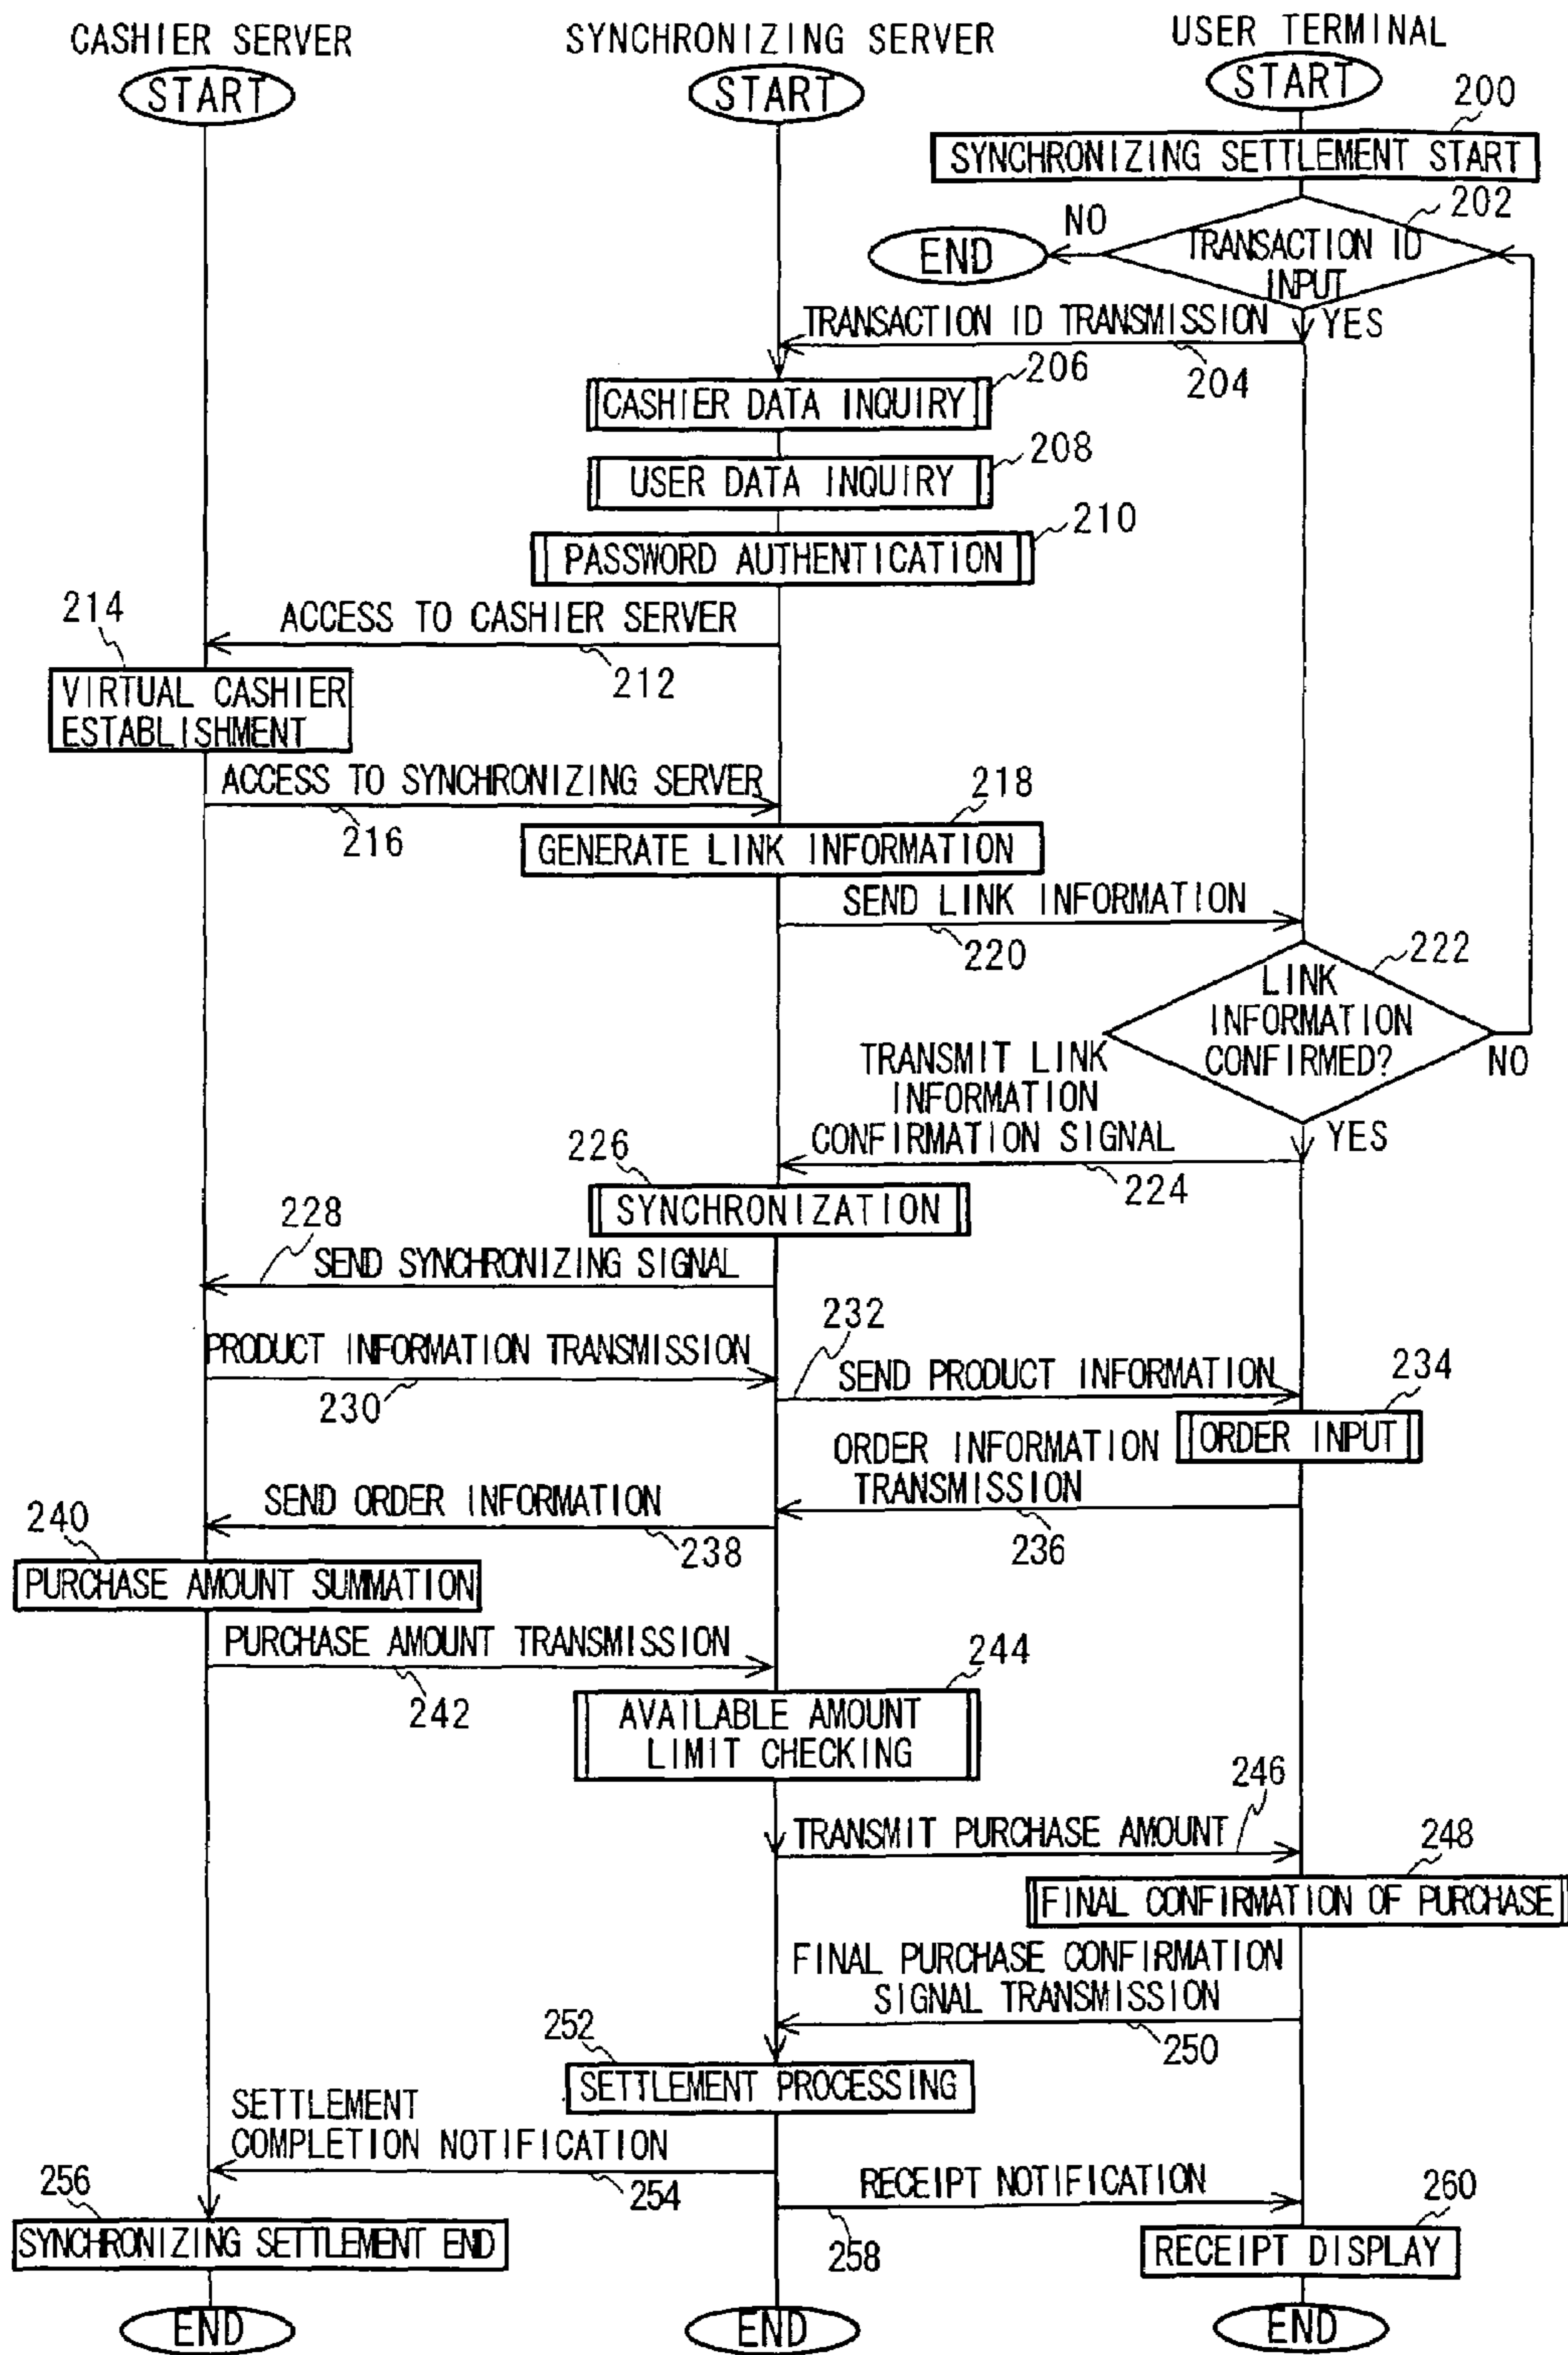 CASHIER SERVER
SYNCHRONIZING SERVER
USER TERMINAL
START
START
START
200
SYNCHRONIZING SETTLEMENT START
202
NO
END
TRANSACTION ID
INPUT
TRANSACTION ID TRANSMISSION
YES
204
206
CASHIER DATA INQUIRY
208
USER DATA INQUIRY
210
PASSWORD AUTHENTICATION
214
ACCESS TO CASHIER SERVER
212
VIRTUAL CASHIER
ESTABLISHMENT
ACCESS TO SYNCHRONIZING SERVER
216
218
GENERATE LINK INFORMATION
SEND LINK INFORMATION
220
222
LINK
INFORMATION
CONFIRMED?
NO
TRANSMIT LINK
INFORMATION
CONFIRMATION SIGNAL
YES
224
226
SYNCHRONIZATION
228
SEND SYNCHRONIZING SIGNAL
PRODUCT INFORMATION TRANSMISSION
230
232
SEND PRODUCT INFORMATION
234
ORDER INPUT
ORDER INFORMATION
TRANSMISSION
236
SEND ORDER INFORMATION
238
240
PURCHASE AMOUNT SUMMATION
PURCHASE AMOUNT TRANSMISSION
242
244
AVAILABLE AMOUNT
LIMIT CHECKING
246
TRANSMIT PURCHASE AMOUNT
248
FINAL CONFIRMATION OF PURCHASE
FINAL PURCHASE CONFIRMATION
SIGNAL TRANSMISSION
250
252
SETTLEMENT PROCESSING
SETTLEMENT
COMPLETION NOTIFICATION
254
256
SYNCHRONIZING SETTLEMENT END
RECEIPT NOTIFICATION
258
260
RECEIPT DISPLAY
END
END
END